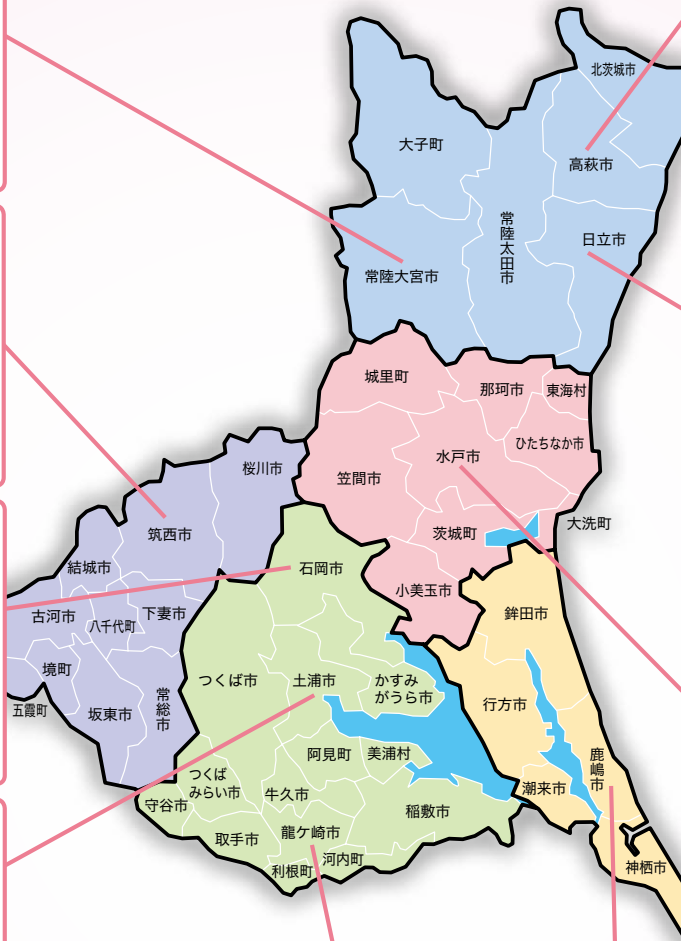 北茨城市
大子町
高萩市
常陸太田市
日立市
常陸大宮市
城里町
那珂市
東海村
ひたちなか市
水戸市
笠間市
桜川市
大洗町
茨城町
筑西市
結城市
石岡市
小美玉市
古河市
八千代町
下妻市
鉾田市
境町
つくば市
土浦市
かすみ
がうら市
五霞町
坂東市
常総市
行方市
阿見町
美浦村
鹿嶋市
つくば
みらい市
牛久市
潮来市
守谷市
稲敷市
取手市
龍ケ崎市
河内町
利根町
神栖市